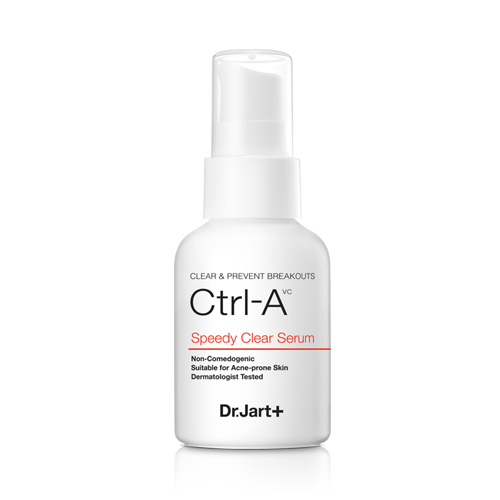 CLEAR & PREVENT BREAKOUTS
Ctrl-A VC
Speedy Clear Serum
Non-Comedogenic
Suitable for Acne-prone Skin
Dermatologist Tested
Dr.Jart+